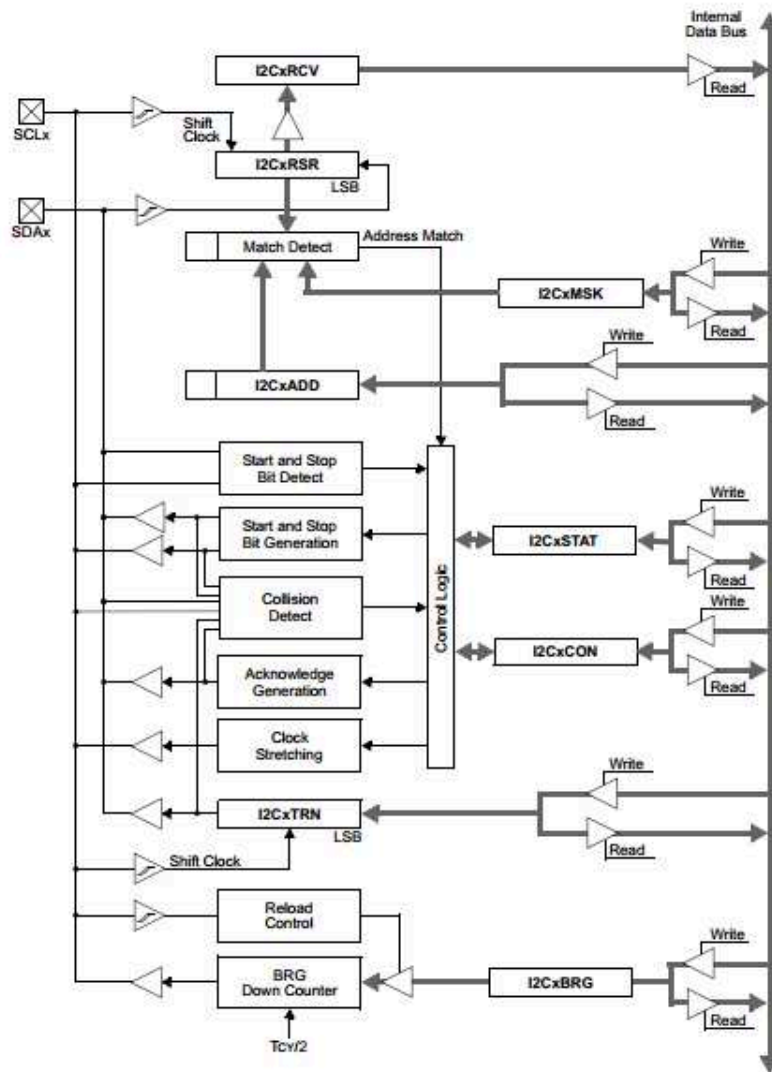 Internal
Data Bus
I2CxRCV
Read
SCLx
Shift
Clock
I2CxRSR
LSB
SDAx
Match Detect
Address Match
Write
I2CxMSK
Read
Write
I2CxADD
Read
Start and Stop
Bit Detect
Write
Start and Stop
Bit Generation
I2CxSTAT
Read
Collision
Detect
Control Logic
Write
I2CxCON
Acknowledge
Generation
Read
Clock
Stretching
Write
I2CxTRN
LSB
Read
Shift Clock
Reload
Control
Write
BRG
Down Counter
I2CxBRG
Read
TCY/2